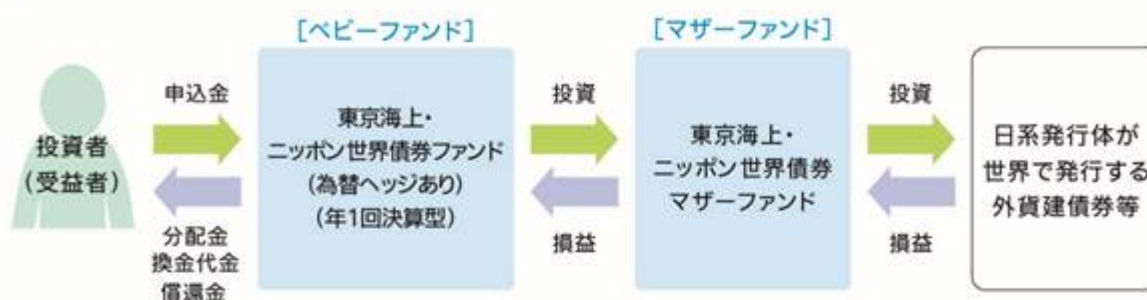 [ベビーファンド]
[マザーファンド]
投資者
(受益者)
申込金
分配金
換金代金
償還金
東京海上・
ニッポン世界債券ファンド
(為替ヘッジあり)
(年1回決算型)
投資
損益
東京海上・
ニッポン世界債券
マザーファンド
投資
損益
日系発行体が
世界で発行する
外貨建債券等